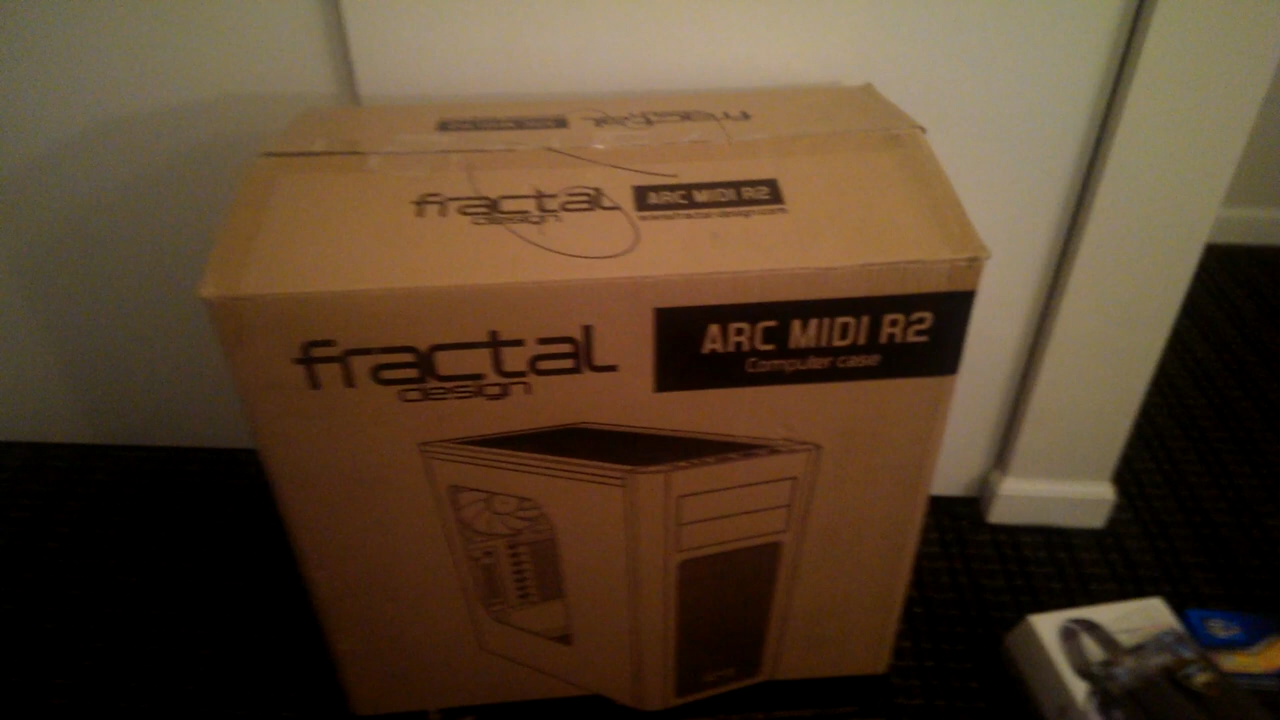 fractal
design
ARC MIDI R2
www.fractal-design.com
fractal
design
ARC MIDI R2
Computer case